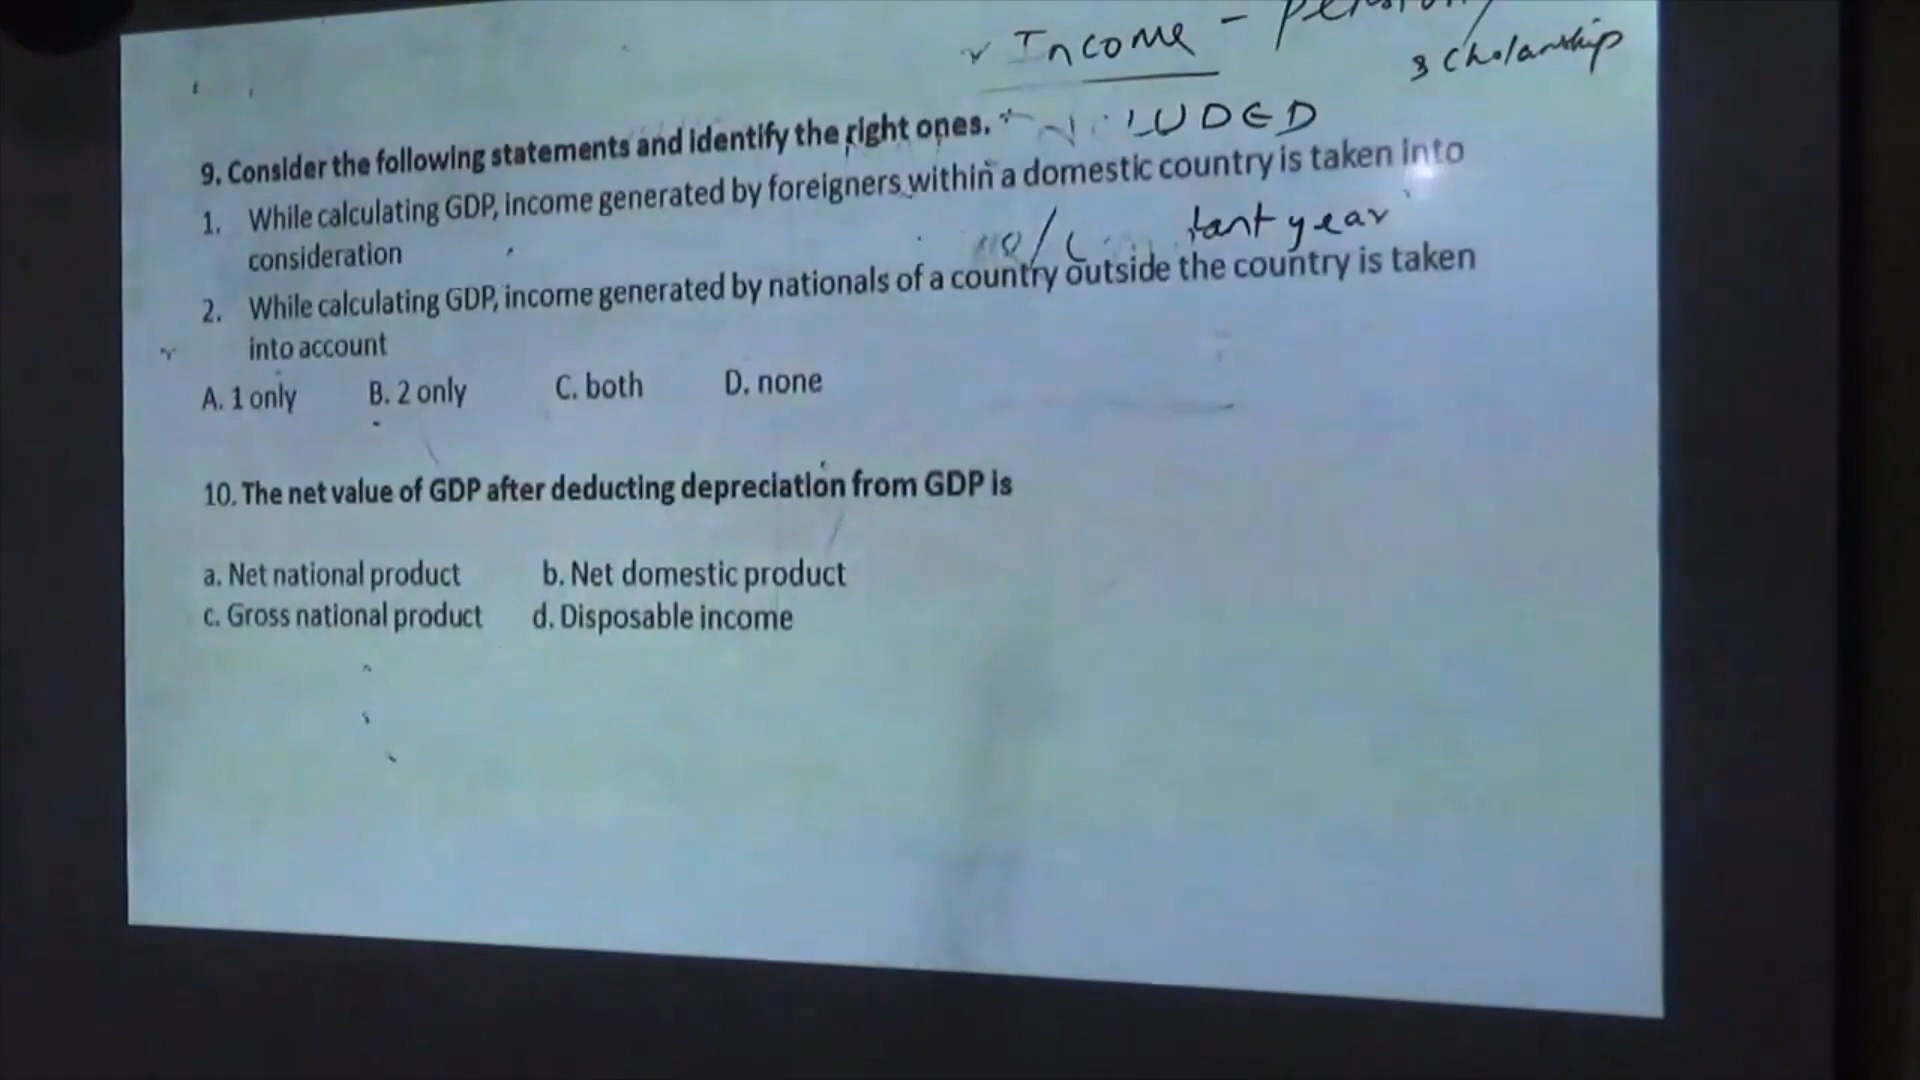 Income -
Scholarship
9. Consider the following statements and identify the right ones.
1. While calculating GDP, income generated by foreigners within a domestic country is taken into
consideration
year
2. While calculating GDP, income generated by nationals of a country outside the country is taken
into account
A. 1 only B. 2 only C. both D. none
10. The net value of GDP after deducting depreciation from GDP is
a. Net national product b. Net domestic product
c. Gross national product d. Disposable income